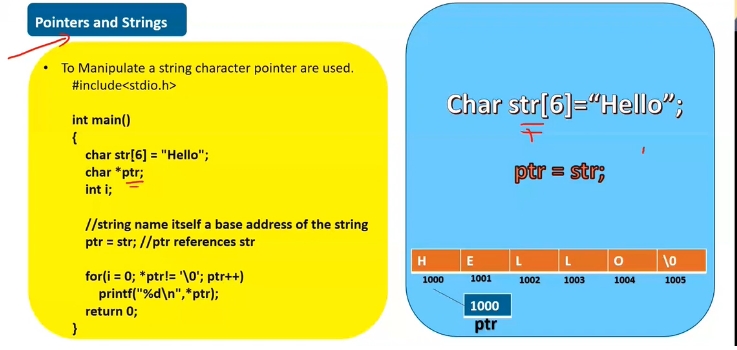 Pointers and Strings
• To Manipulate a string character pointer are used.
#include<stdio.h>
int main()
{
char str[6] = "Hello";
char *ptr;
int i;
//string name itself a base address of the string
ptr = str; //ptr references str
for(i = 0; *ptr!= '\0'; ptr++)
printf("%d\n",*ptr);
return 0;
}
Char str[6]=“Hello”;
ptr = str;
H E L L O \0
1000 1001 1002 1003 1004 1005
1000
ptr